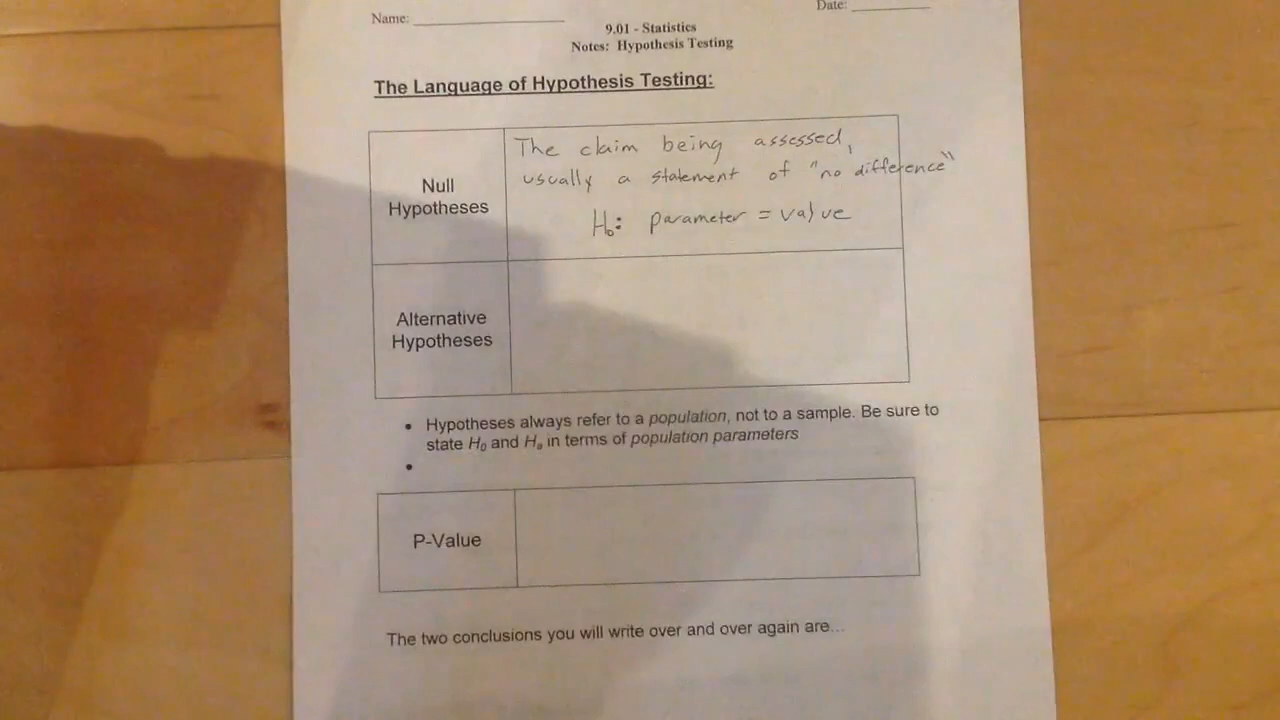 Name: ____________ Date: ________
9.01 - Statistics
Notes: Hypothesis Testing
The Language of Hypothesis Testing:
Null
Hypotheses
The claim being assessed,
usually a statement of "no difference"
H₀: parameter = value
Alternative
Hypotheses
• Hypotheses always refer to a population, not to a sample. Be sure to
state H₀ and Hₐ in terms of population parameters
•
P-Value
The two conclusions you will write over and over again are...